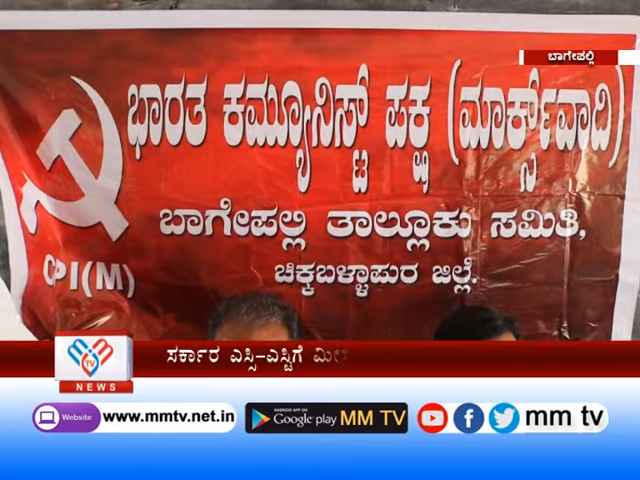 ಬಾಗೇಪಲ್ಲಿ
ಭಾರತ ಕಮ್ಯೂನಿಸ್ಟ್ ಪಕ್ಷ (ಮಾರ್ಕ್ಸ್‌ವಾದಿ)
ಬಾಗೇಪಲ್ಲಿ ತಾಲ್ಲೂಕು ಸಮಿತಿ,
CPI(M)
ಚಿಕ್ಕಬಳ್ಳಾಪುರ ಜಿಲ್ಲೆ.
TV
NEWS
ಸರ್ಕಾರ ಎಸ್ಸಿ-ಎಸ್ಟಿಗೆ
Website
www.mmtv.net.in
ANDROID APP ON
Google play MM TV
mm tv